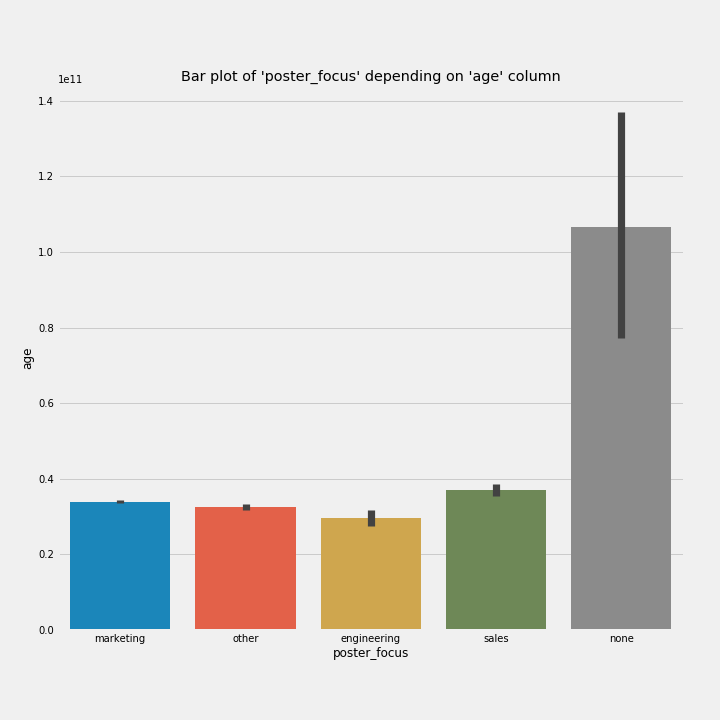 Bar plot of 'poster_focus' depending on 'age' column
1e11
1.4
1.2
1.0
0.8
0.6
0.4
0.2
0.0
age
marketing other engineering sales none
poster_focus